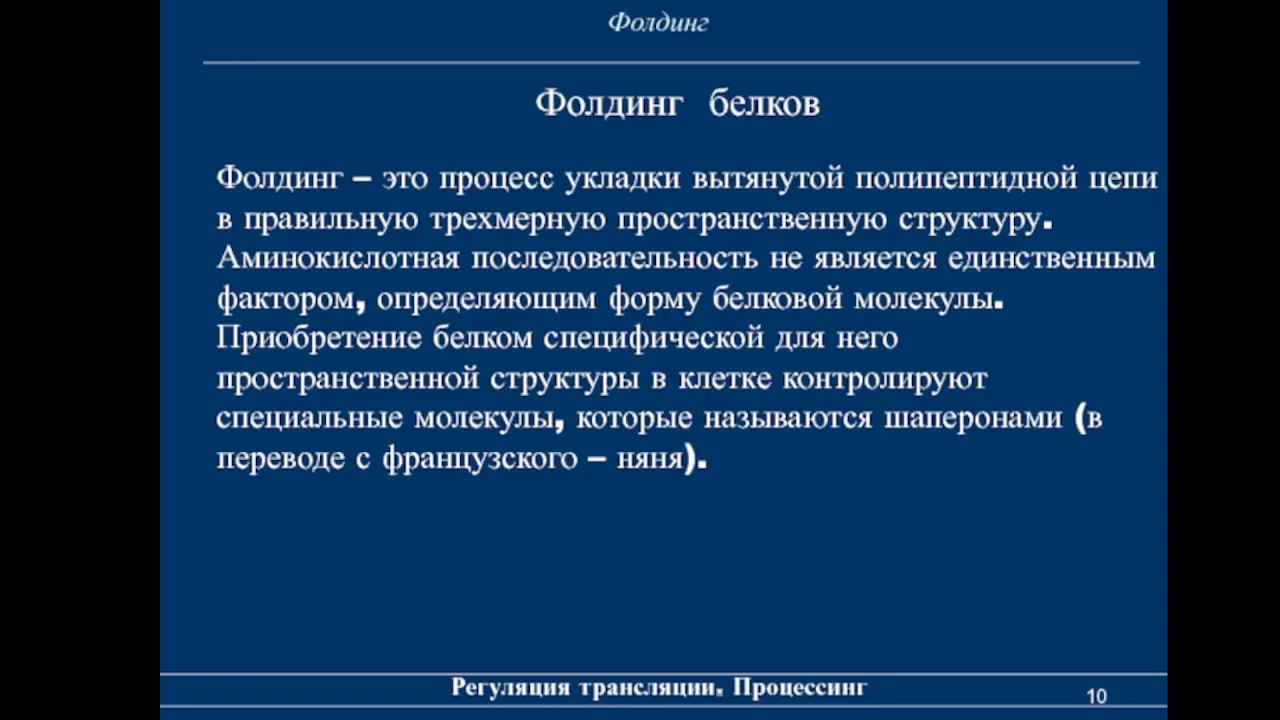 Фолдинг
Фолдинг белков
Фолдинг – это процесс укладки вытянутой полипептидной цепи
в правильную трехмерную пространственную структуру.
Аминокислотная последовательность не является единственным
фактором, определяющим форму белковой молекулы.
Приобретение белком специфической для него
пространственной структуры в клетке контролируют
специальные молекулы, которые называются шаперонами (в
переводе с французского – няня).
Регуляция трансляции. Процессинг
10